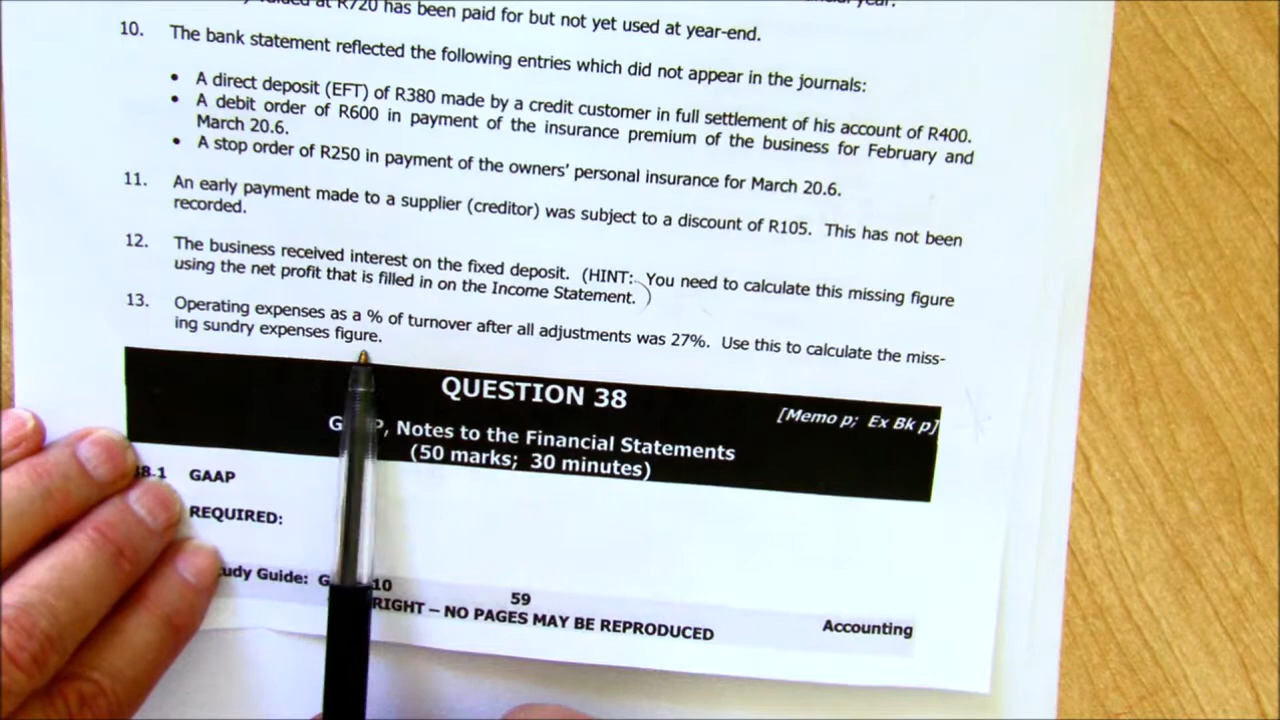 at R720 has been paid for but not yet used at year-end.
10. The bank statement reflected the following entries which did not appear in the journals:
• A direct deposit (EFT) of R380 made by a credit customer in full settlement of his account of R400.
• A debit order of R600 in payment of the insurance premium of the business for February and
March 20.6.
• A stop order of R250 in payment of the owners' personal insurance for March 20.6.
11. An early payment made to a supplier (creditor) was subject to a discount of R105. This has not been
recorded.
12. The business received interest on the fixed deposit. (HINT: You need to calculate this missing figure
using the net profit that is filled in on the Income Statement.)
13. Operating expenses as a % of turnover after all adjustments was 27%. Use this to calculate the miss-
ing sundry expenses figure.
QUESTION 38
[Memo p; Ex Bk p]
, Notes to the Financial Statements
(50 marks; 30 minutes)
38.1 GAAP
REQUIRED:
udy Guide: G 10
59
Accounting
RIGHT – NO PAGES MAY BE REPRODUCED